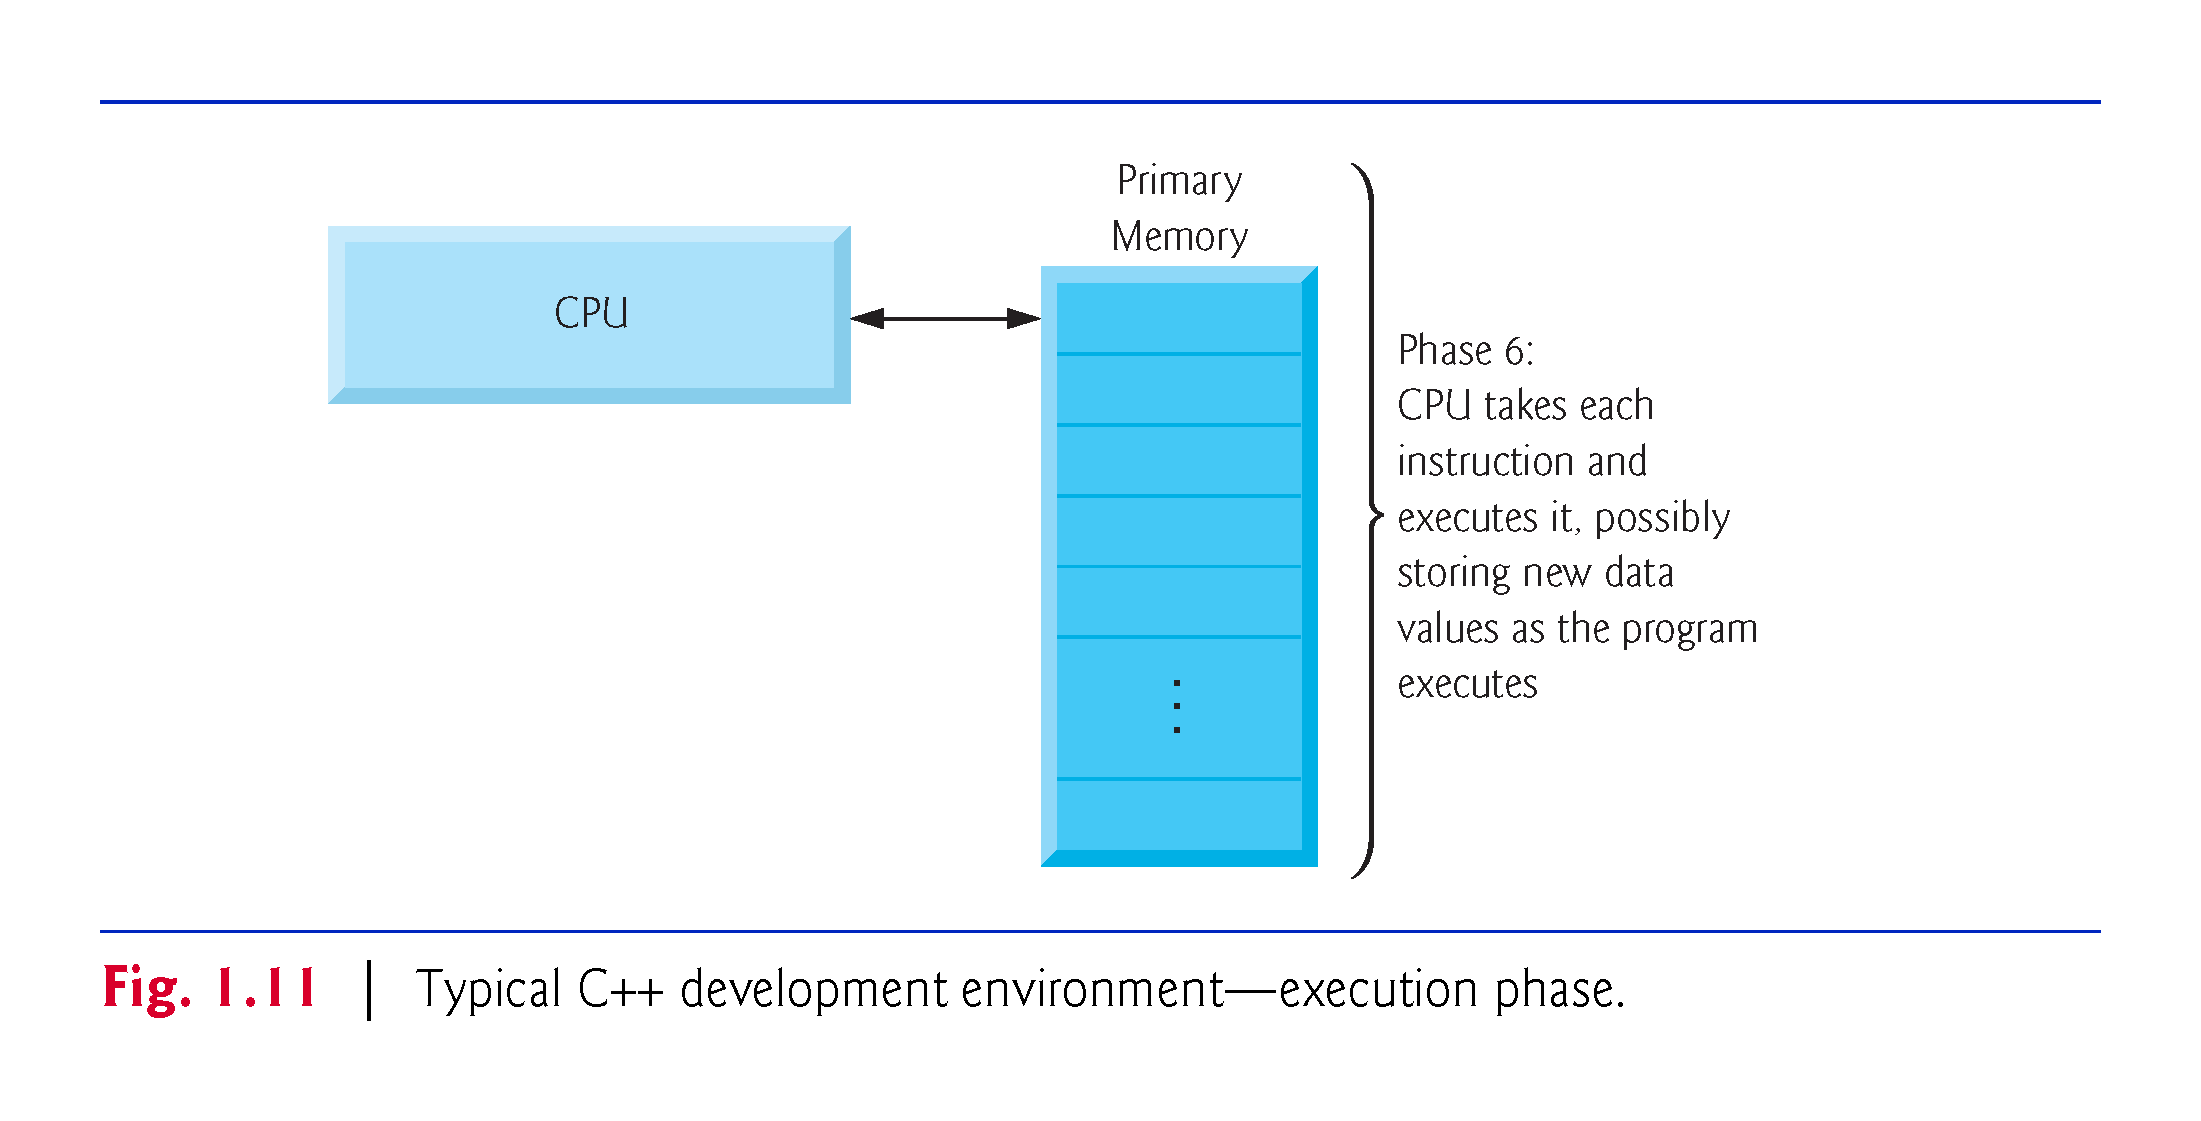 CPU
Primary
Memory
Phase 6:
CPU takes each
instruction and
executes it, possibly
storing new data
values as the program
executes
Fig. 1.11 | Typical C++ development environment—execution phase.